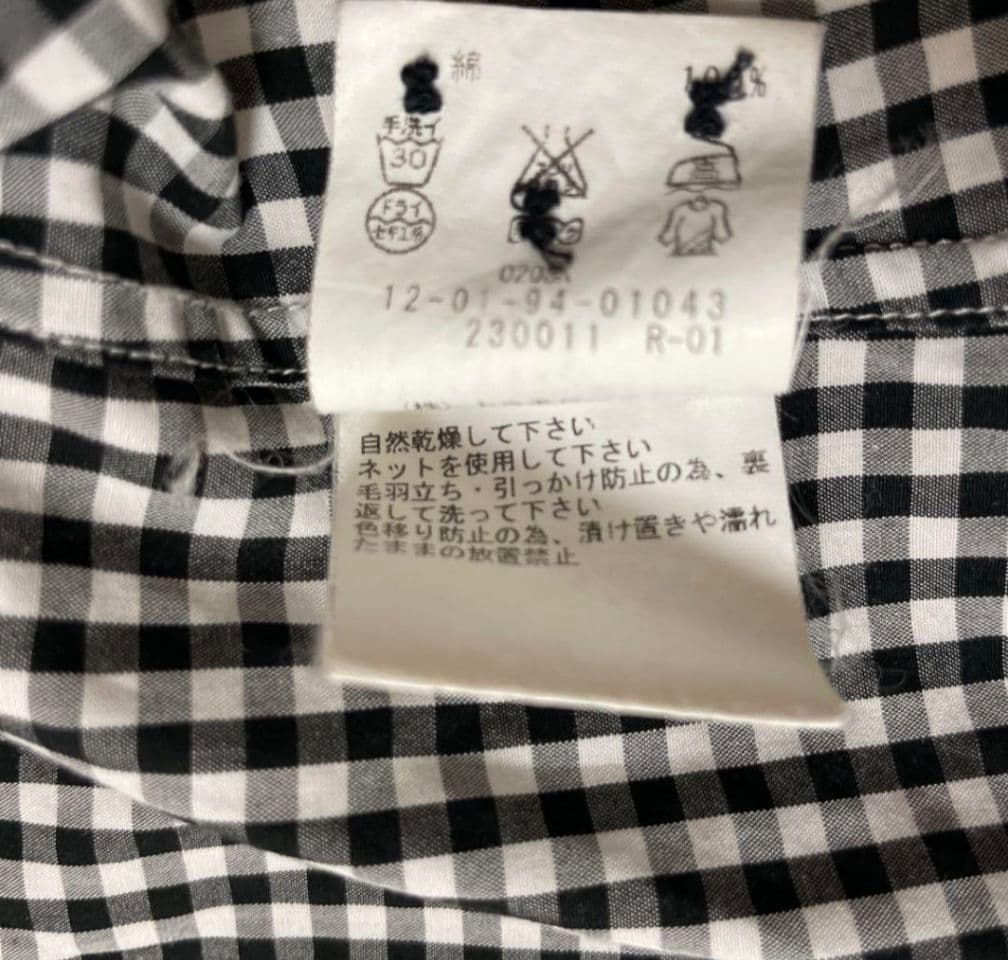 綿
手洗イ
30
ドライ
セキユ系
12-01-94-01043
230011 R-01
自然乾燥して下さい
ネットを使用して下さい
毛羽立ち・引っかけ防止の為、裏
返して洗って下さい
色移り防止の為、漬け置きや濡れ
たままの放置禁止